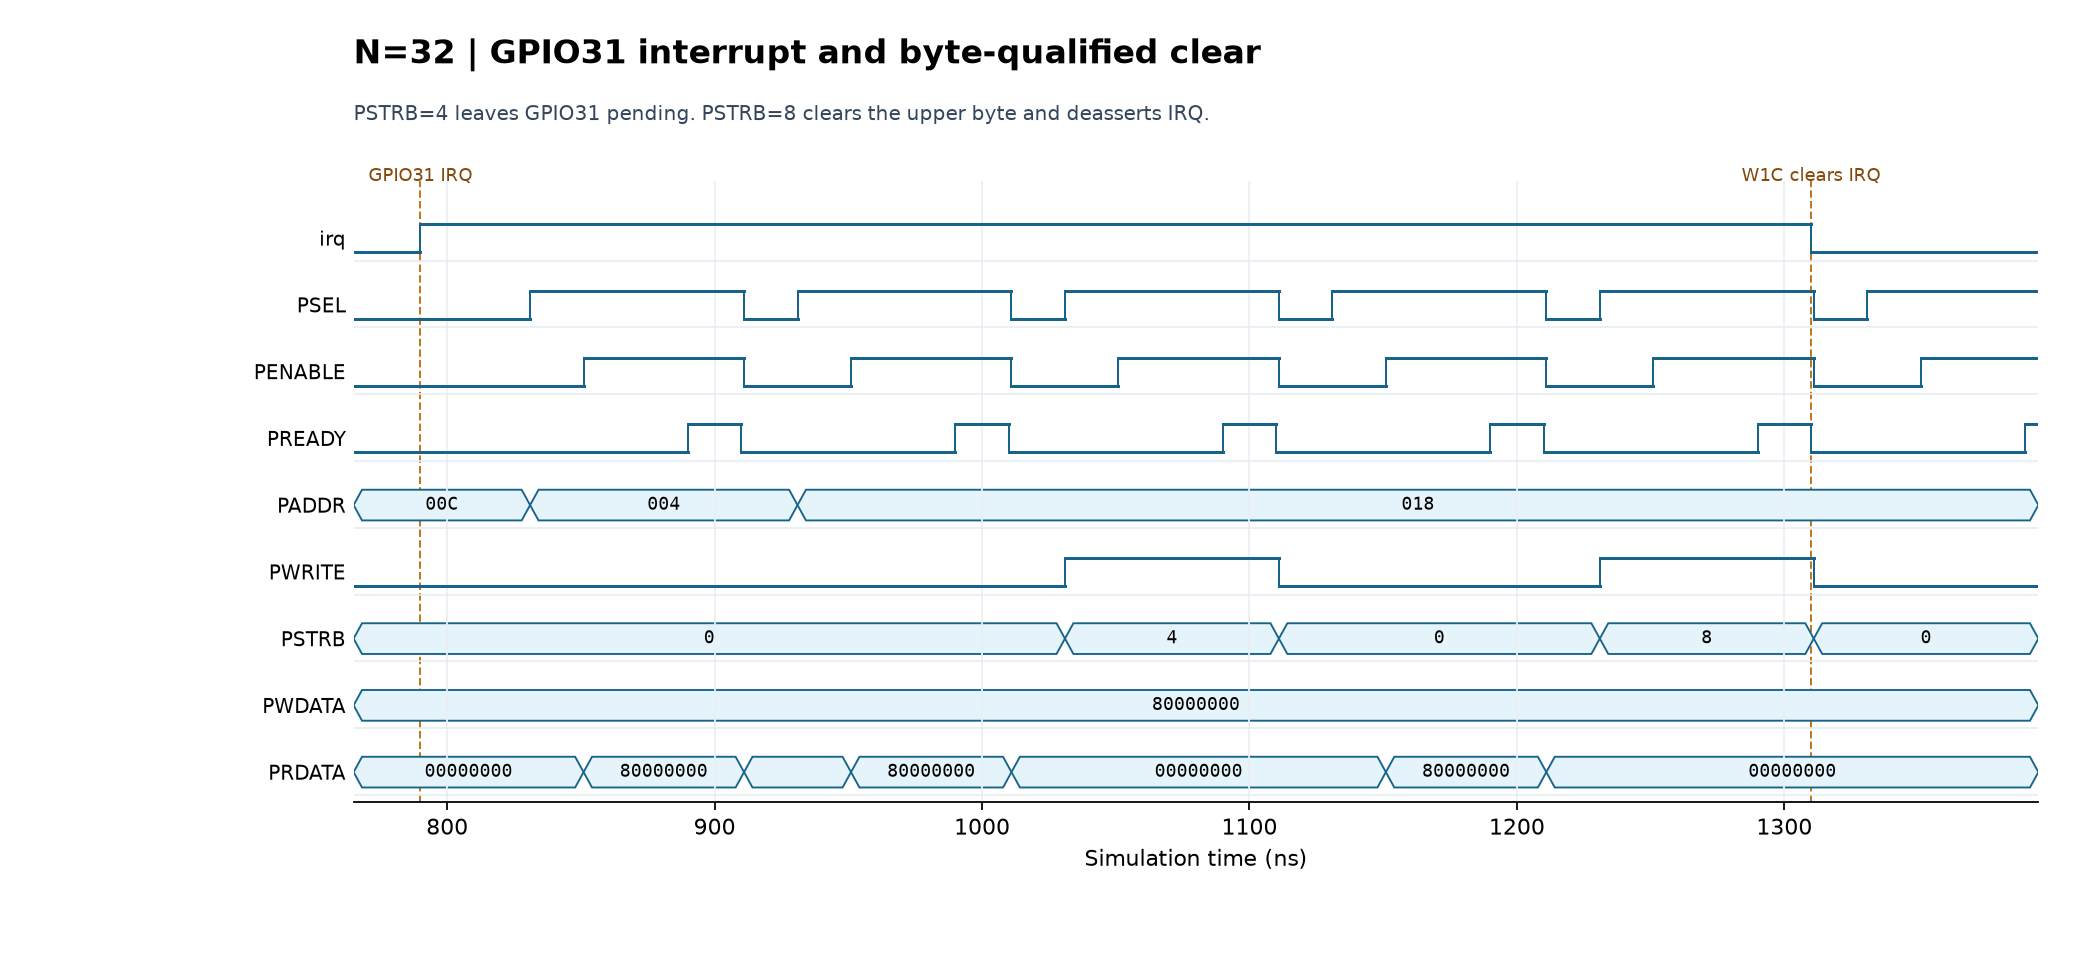 N=32 | GPIO31 interrupt and byte-qualified clear
PSTRB=4 leaves GPIO31 pending. PSTRB=8 clears the upper byte and deasserts IRQ.
GPIO31 IRQ W1C clears IRQ
irq
PSEL
PENABLE
PREADY
PADDR 00C 004 018
PWRITE
PSTRB 0 4 0 8 0
PWDATA 80000000
PRDATA 00000000 80000000 80000000 00000000 80000000 00000000
800 900 1000 1100 1200 1300
Simulation time (ns)